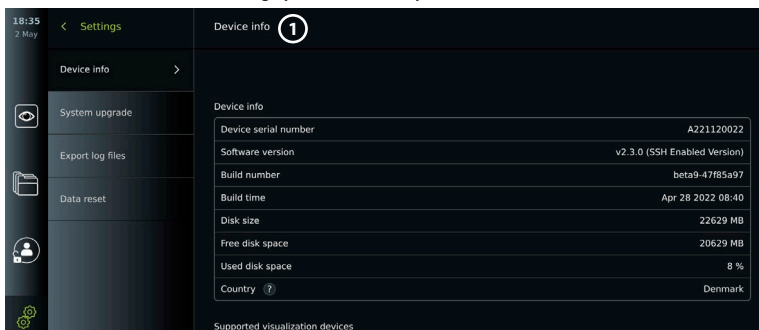 18:35
2 May
Settings
Device info 1
Device info
System upgrade
Export log files
Data reset
Device info
Device serial number A221120022
Software version v2.3.0 (SSH Enabled Version)
Build number beta9-47f85a97
Build time Apr 28 2022 08:40
Disk size 22629 MB
Free disk space 20629 MB
Used disk space 8 %
Country ? Denmark
Supported visualization devices